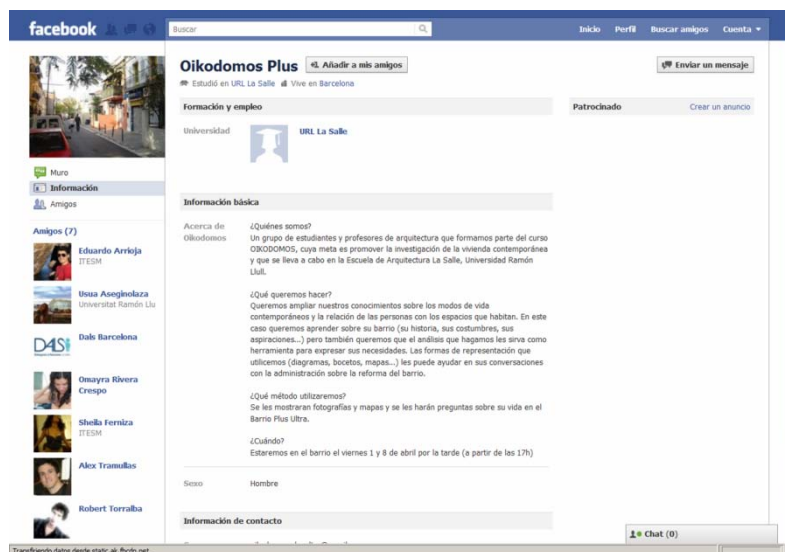 facebook
Buscar
Inicio Perfil Buscar amigos Cuenta
Oikodomos Plus
+1 Añadir a mis amigos
Enviar un mensaje
Estudió en URL La Salle Vive en Barcelona
Formación y empleo
Patrocinado
Crear un anuncio
Universidad
URL La Salle
Muro
Información
Amigos
Información básica
Amigos (7)
Eduardo Arrioja
ITESM
Usua Aseginolaza
Universitat Ramón Llu
Dals Barcelona
Omayra Rivera
Crespo
Sheila Ferniza
ITESM
Alex Tramullas
Robert Torralba
Acerca de
Oikodomos
¿Quiénes somos?
Un grupo de estudiantes y profesores de arquitectura que formamos parte del curso
OIKODOMOS, cuya meta es promover la investigación de la vivienda contemporánea
y que se lleva a cabo en la Escuela de Arquitectura La Salle, Universidad Ramón
Llull.
¿Qué queremos hacer?
Queremos ampliar nuestros conocimientos sobre los modos de vida
contemporáneos y la relación de las personas con los espacios que habitan. En este
caso queremos aprender sobre su barrio (su historia, sus costumbres, sus
aspiraciones...) pero también queremos que el análisis que hagamos les sirva como
herramienta para expresar sus necesidades. Las formas de representación que
utilicemos (diagramas, bocetos, mapas...) les puede ayudar en sus conversaciones
con la administración sobre la reforma del barrio.
¿Qué método utilizaremos?
Se les mostraran fotografías y mapas y se les harán preguntas sobre su vida en el
Barrio Plus Ultra.
¿Cuándo?
Estaremos en el barrio el viernes 1 y 8 de abril por la tarde (a partir de las 17h)
Sexo
Hombre
Información de contacto
Chat (0)
Transfiriendo datos desde static.ak.fbcdn.net